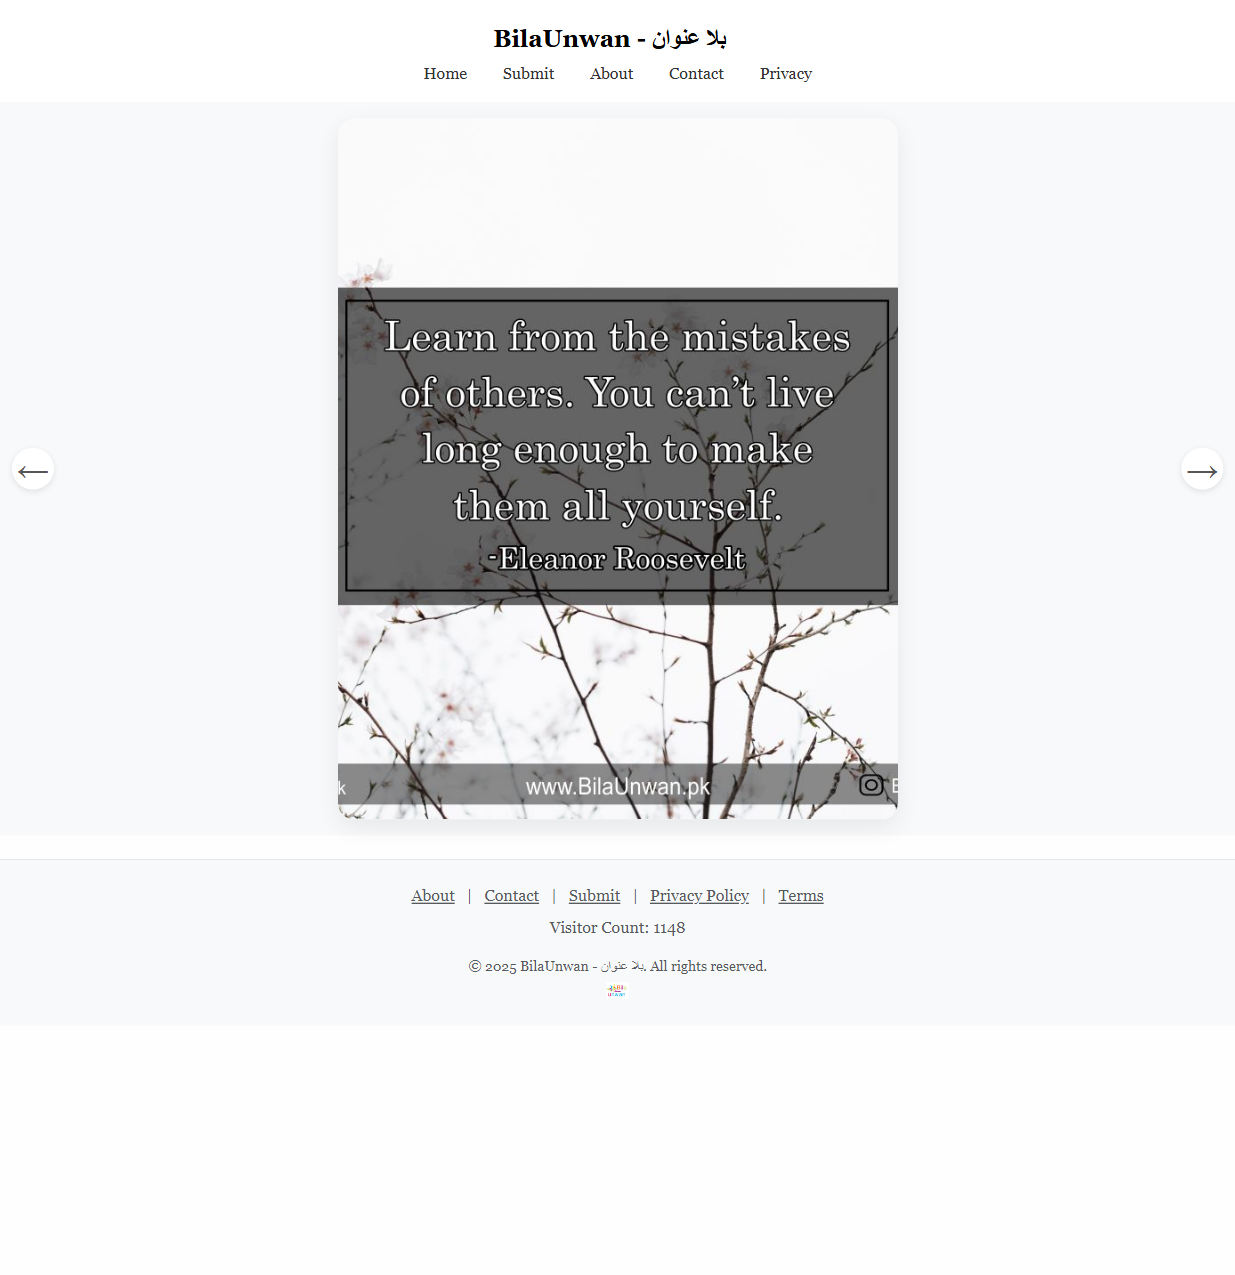 BilaUnwan - بلا عنوان
Home Submit About Contact Privacy
Learn from the mistakes
of others. You can’t live
long enough to make
them all yourself.
-Eleanor Roosevelt
k www.BilaUnwan.pk
About | Contact | Submit | Privacy Policy | Terms
Visitor Count: 1148
© 2025 BilaUnwan - بلا عنوان. All rights reserved.